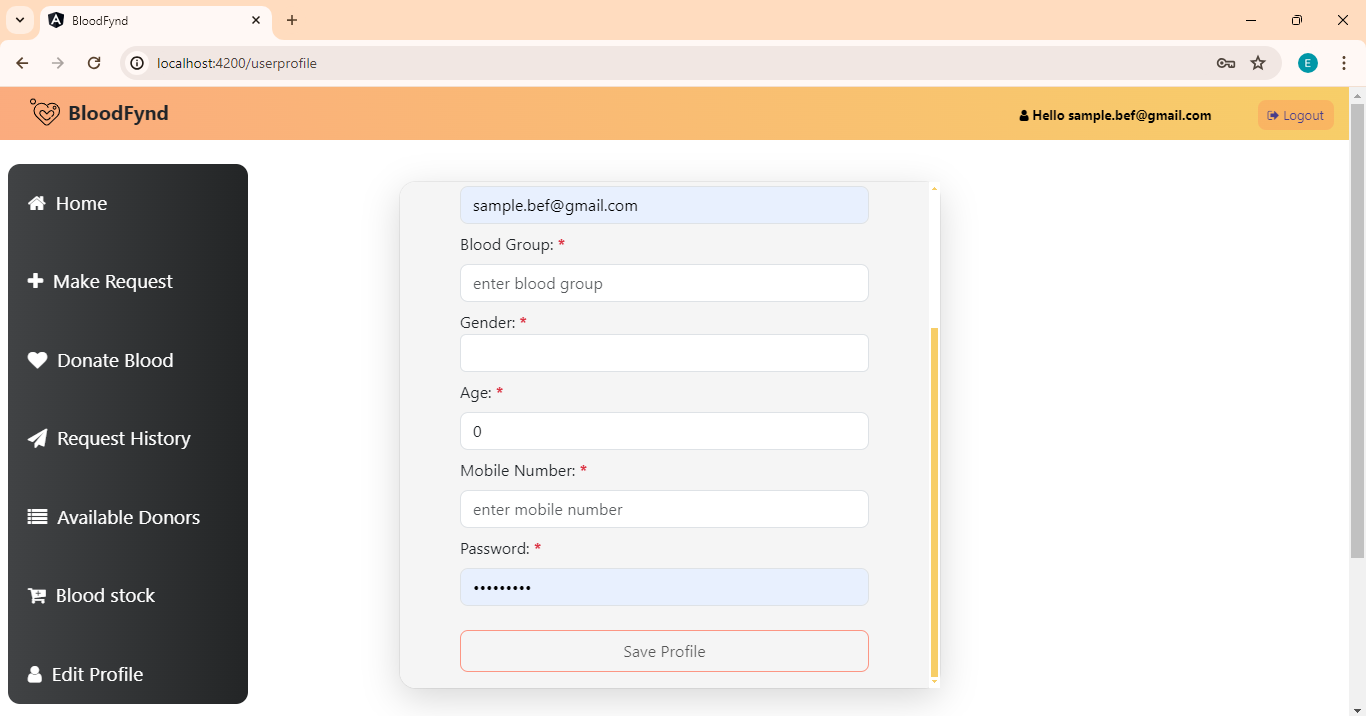 BloodFynd
localhost:4200/userprofile
E
BloodFynd
Hello sample.bef@gmail.com
Logout
Home
Make Request
Donate Blood
Request History
Available Donors
Blood stock
Edit Profile
sample.bef@gmail.com
Blood Group: *
enter blood group
Gender: *
Age: *
0
Mobile Number: *
enter mobile number
Password: *
•••••••••
Save Profile